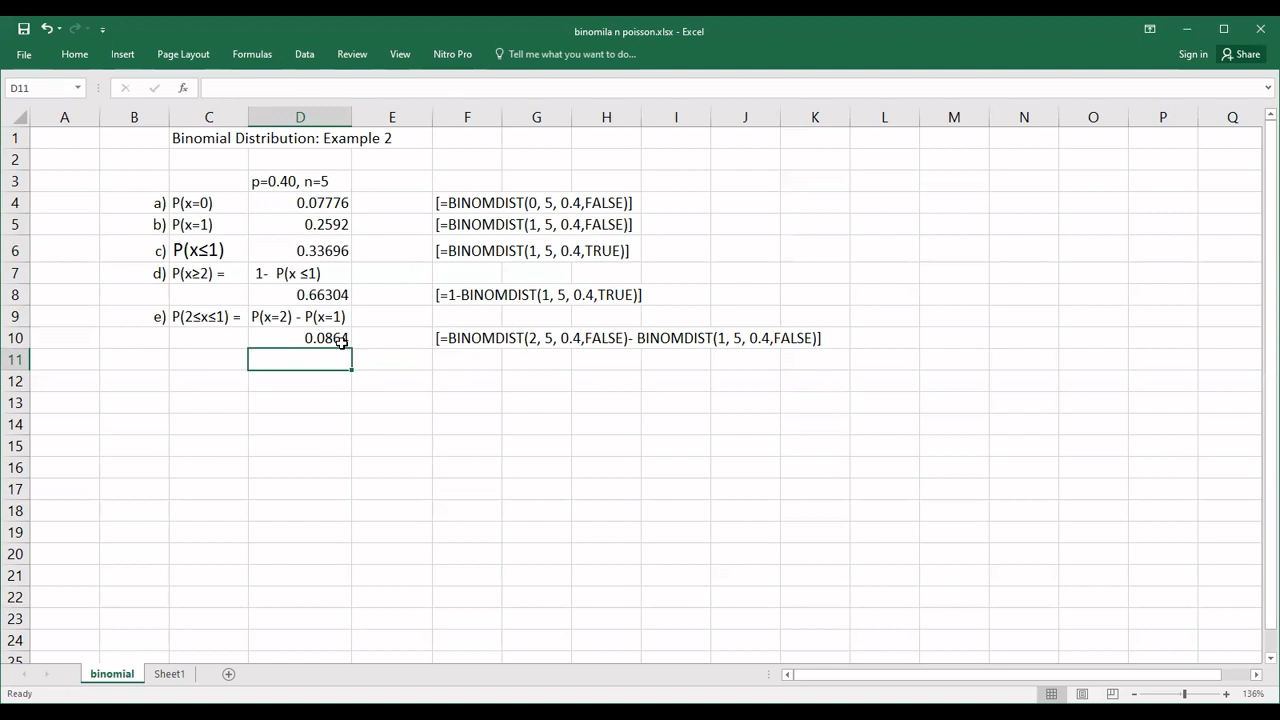 binomila n poisson.xlsx - Excel
File Home Insert Page Layout Formulas Data Review View Nitro Pro Tell me what you want to do... Sign in Share
D11 fx
A B C D E F G H I J K L M N O P Q
1 Binomial Distribution: Example 2
2
3 p=0.40, n=5
4 a) P(x=0) 0.07776 [=BINOMDIST(0, 5, 0.4,FALSE)]
5 b) P(x=1) 0.2592 [=BINOMDIST(1, 5, 0.4,FALSE)]
6 c) P(x≤1) 0.33696 [=BINOMDIST(1, 5, 0.4,TRUE)]
7 d) P(x≥2) = 1- P(x ≤1)
8 0.66304 [=1-BINOMDIST(1, 5, 0.4,TRUE)]
9 e) P(2≤x≤1) = P(x=2) - P(x=1)
10 0.0864 [=BINOMDIST(2, 5, 0.4,FALSE)- BINOMDIST(1, 5, 0.4,FALSE)]
11
12
13
14
15
16
17
18
19
20
21
22
23
24
25
binomial Sheet1
Ready 136%